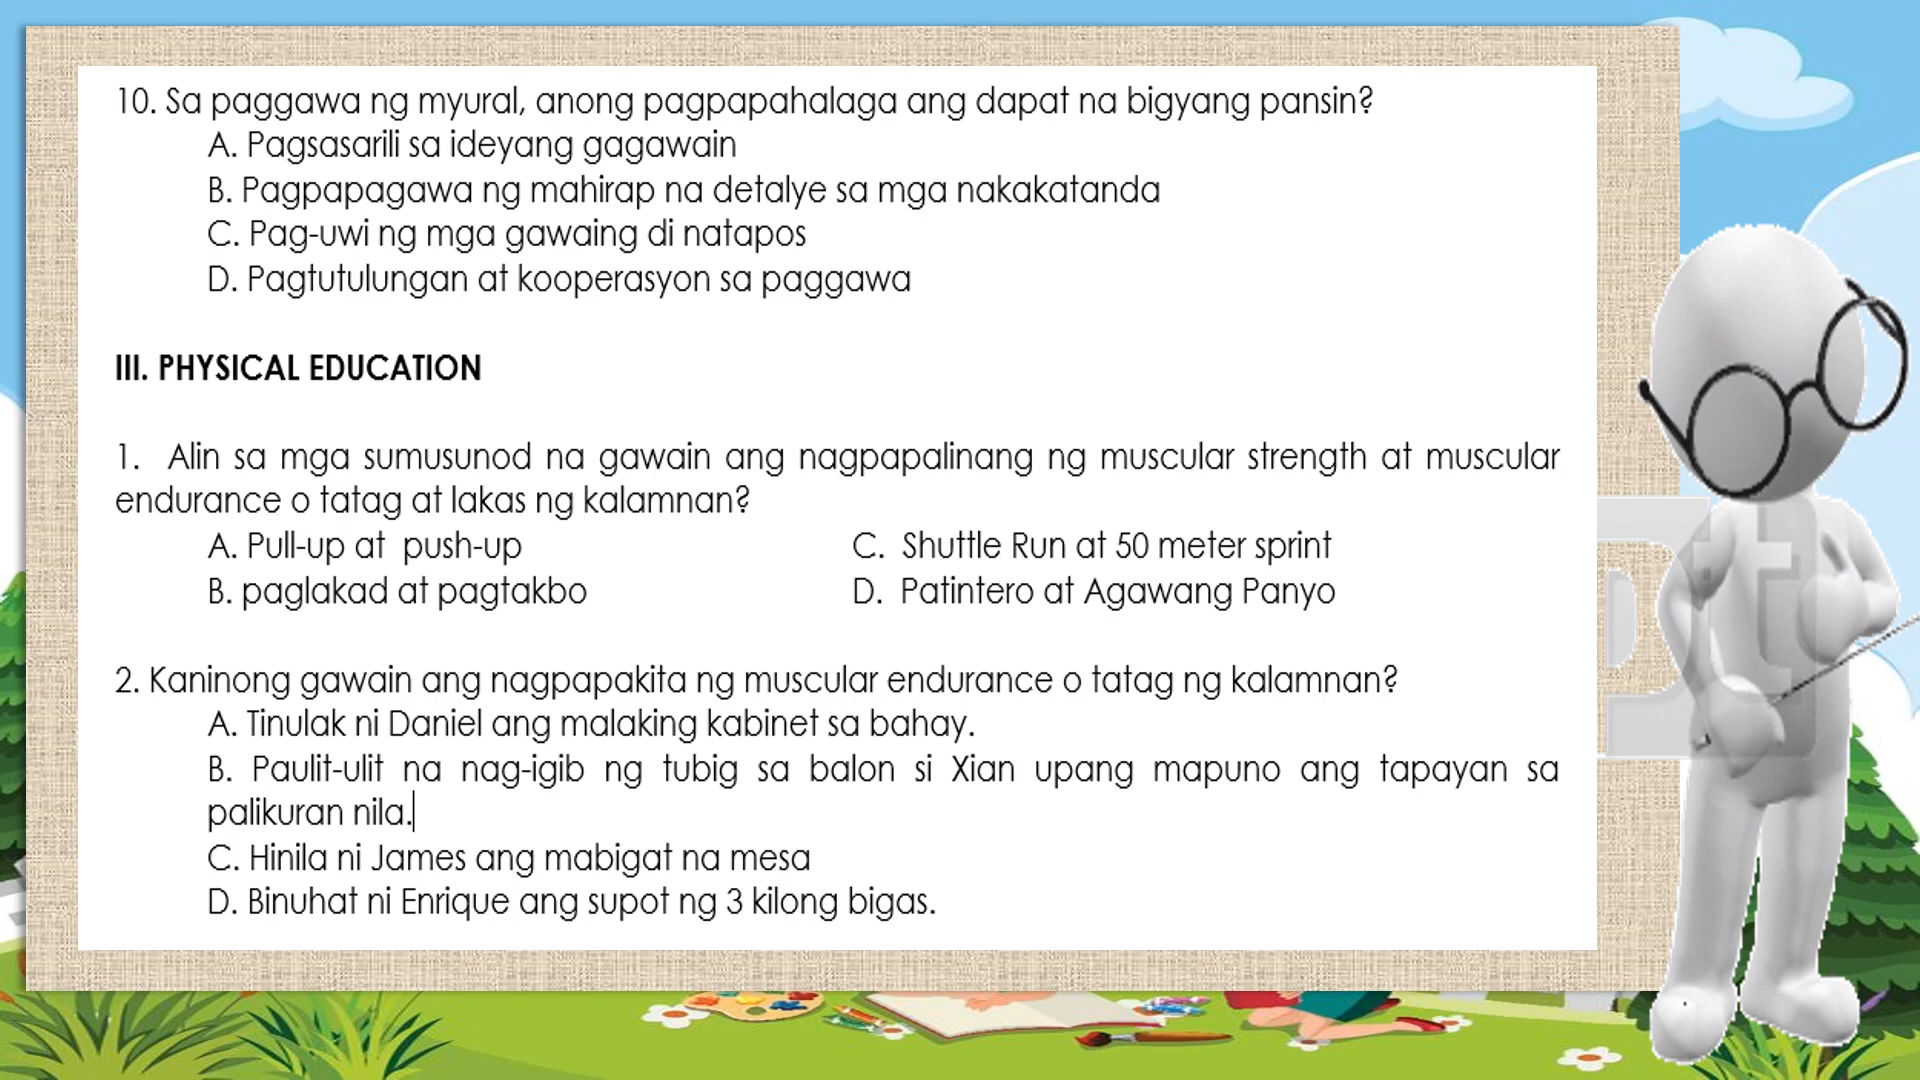 10. Sa paggawa ng myural, anong pagpapahalaga ang dapat na bigyang pansin?
A. Pagsasarili sa ideyang gagawain
B. Pagpapagawa ng mahirap na detalye sa mga nakakatanda
C. Pag-uwi ng mga gawaing di natapos
D. Pagtutulungan at kooperasyon sa paggawa
III. PHYSICAL EDUCATION
1. Alin sa mga sumusunod na gawain ang nagpapalinang ng muscular strength at muscular
endurance o tatag at lakas ng kalamnan?
A. Pull-up at push-up
B. paglakad at pagtakbo
C. Shuttle Run at 50 meter sprint
D. Patintero at Agawang Panyo
2. Kaninong gawain ang nagpapakita ng muscular endurance o tatag ng kalamnan?
A. Tinulak ni Daniel ang malaking kabinet sa bahay.
B. Paulit-ulit na nag-igib ng tubig sa balon si Xian upang mapuno ang tapayan sa
palikuran nila.
C. Hinila ni James ang mabigat na mesa
D. Binuhat ni Enrique ang supot ng 3 kilong bigas.